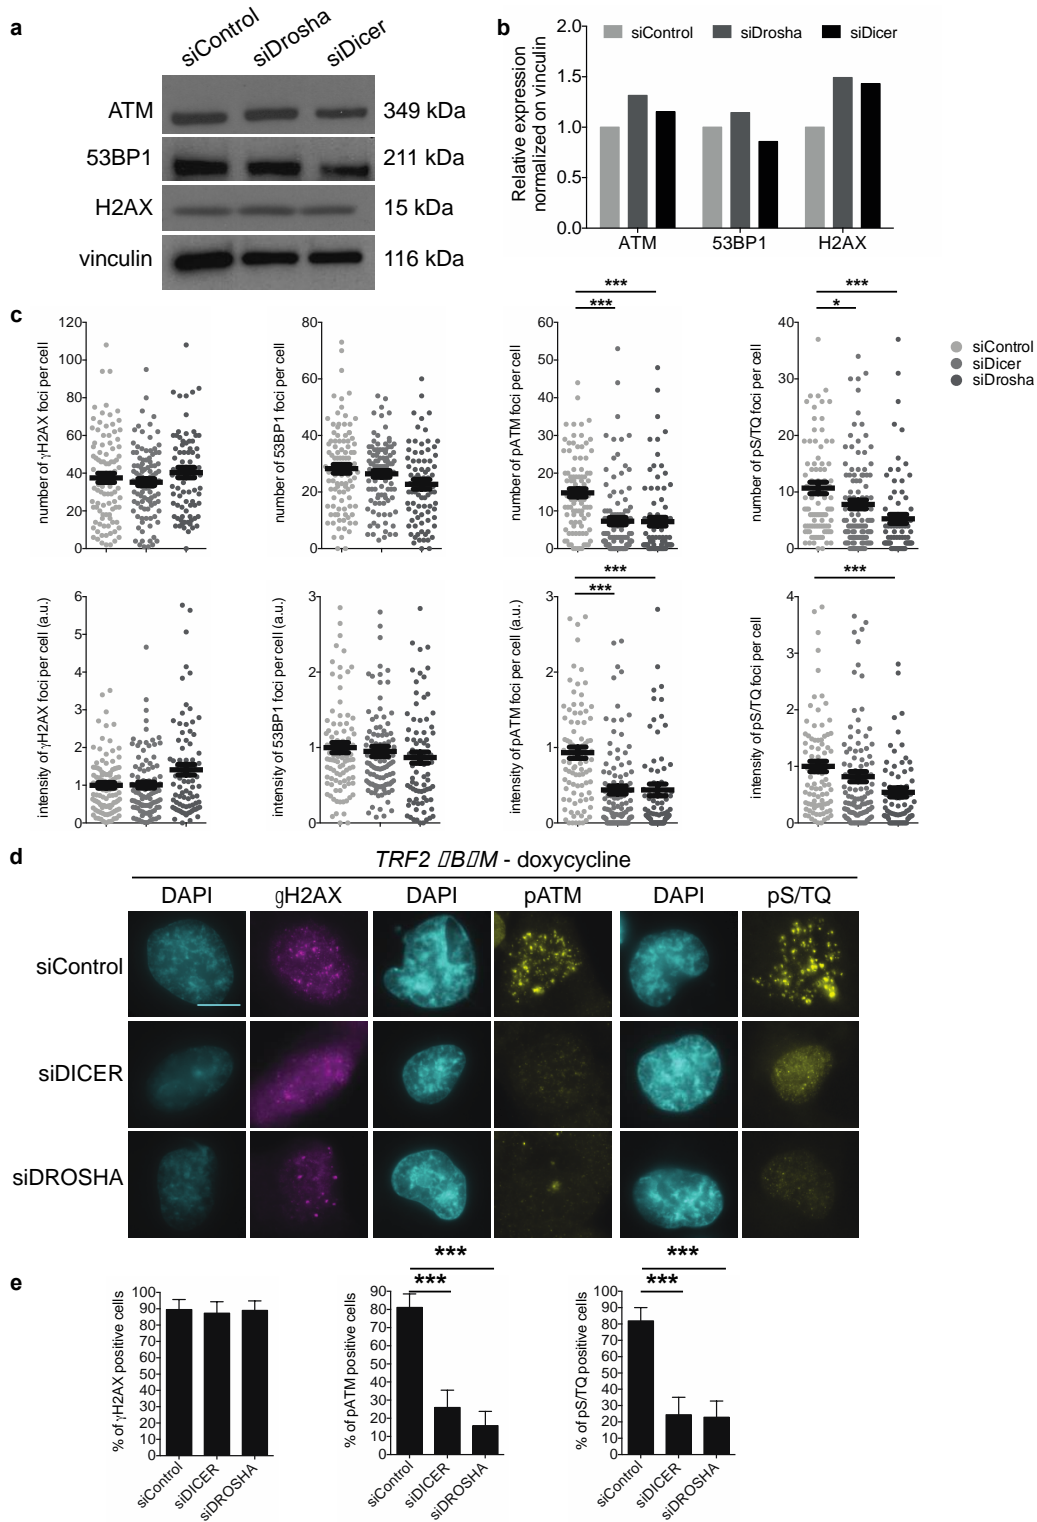 a
siControl
siDrosha
siDicer
ATM
349 kDa
53BP1
211 kDa
H2AX
15 kDa
vinculin
116 kDa
b
siControl siDrosha siDicer
Relative expression
normalized on vinculin
2.0
1.5
1.0
0.5
0.0
ATM 53BP1 H2AX
c
number of γH2AX foci per cell
120
100
80
60
40
20
0
number of 53BP1 foci per cell
80
60
40
20
0
number of pATM foci per cell
60
50
40
30
20
10
0
***
***
number of pS/TQ foci per cell
40
30
20
10
0
***
*
siControl
siDicer
siDrosha
intensity of γH2AX foci per cell (a.u.)
6
5
4
3
2
1
0
intensity of 53BP1 foci per cell (a.u.)
3
2
1
0
intensity of pATM foci per cell (a.u.)
3
2
1
0
***
***
intensity of pS/TQ foci per cell
4
3
2
1
0
***
d
TRF2 ▯B▯M - doxycycline
DAPI gH2AX DAPI pATM DAPI pS/TQ
siControl
siDICER
siDROSHA
e
% of γH2AX positive cells
100
90
80
70
60
50
40
30
20
10
0
siControl
siDICER
siDROSHA
% of pATM positive cells
90
80
70
60
50
40
30
20
10
0
***
***
siControl
siDICER
siDROSHA
% of pS/TQ positive cells
100
90
80
70
60
50
40
30
20
10
0
***
***
siControl
siDICER
siDROSHA